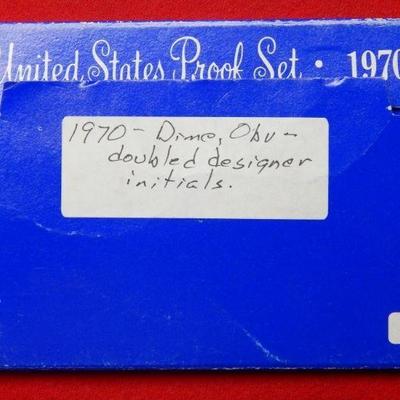 United States Proof Set • 1970
1970 - Dime, Obv -
doubled designer
initials.